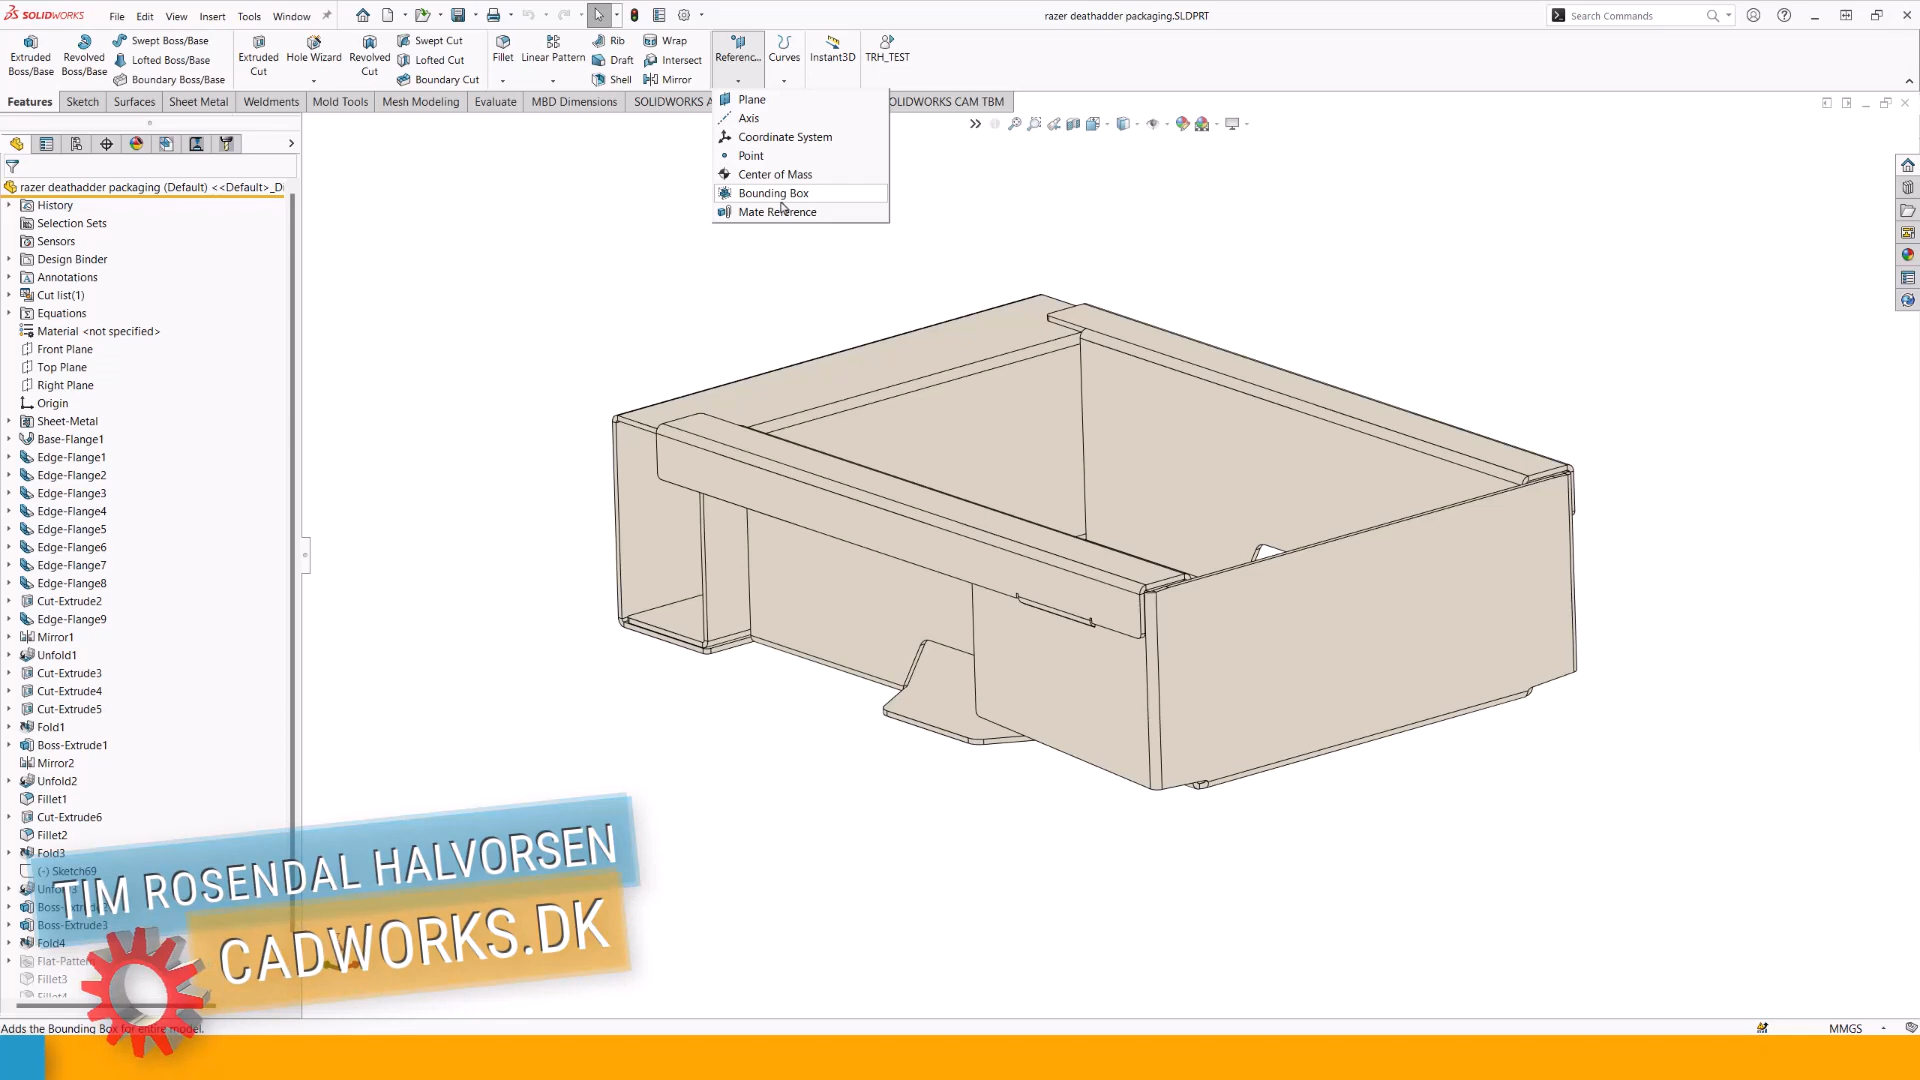 SOLIDWORKS File Edit View Insert Tools Window razer deathadder packaging.SLDPRT Search Commands
Extruded Boss/Base
Revolved Boss/Base
Swept Boss/Base
Lofted Boss/Base
Boundary Boss/Base
Extruded Cut
Hole Wizard
Revolved Cut
Swept Cut
Lofted Cut
Boundary Cut
Fillet
Linear Pattern
Rib
Draft
Shell
Wrap
Intersect
Mirror
Referenc...
Curves
Instant3D
TRH_TEST
Features Sketch Surfaces Sheet Metal Weldments Mold Tools Mesh Modeling Evaluate MBD Dimensions SOLIDWORKS A OLIDWORKS CAM TBM
Plane
Axis
Coordinate System
Point
Center of Mass
Bounding Box
Mate Reference
razer deathadder packaging (Default) <<Default>_D
History
Selection Sets
Sensors
Design Binder
Annotations
Cut list(1)
Equations
Material <not specified>
Front Plane
Top Plane
Right Plane
Origin
Sheet-Metal
Base-Flange1
Edge-Flange1
Edge-Flange2
Edge-Flange3
Edge-Flange4
Edge-Flange5
Edge-Flange6
Edge-Flange7
Edge-Flange8
Cut-Extrude2
Edge-Flange9
Mirror1
Unfold1
Cut-Extrude3
Cut-Extrude4
Cut-Extrude5
Fold1
Boss-Extrude1
Mirror2
Unfold2
Fillet1
Cut-Extrude6
Fillet2
Fold3
(-) Sketch69
Boss-Extrude3
Fold4
Flat-Pattern
Fillet3
Fillet4
TIM ROSENDAL HALVORSEN
CADWORKS.DK
Adds the Bounding Box for entire model.
MMGS